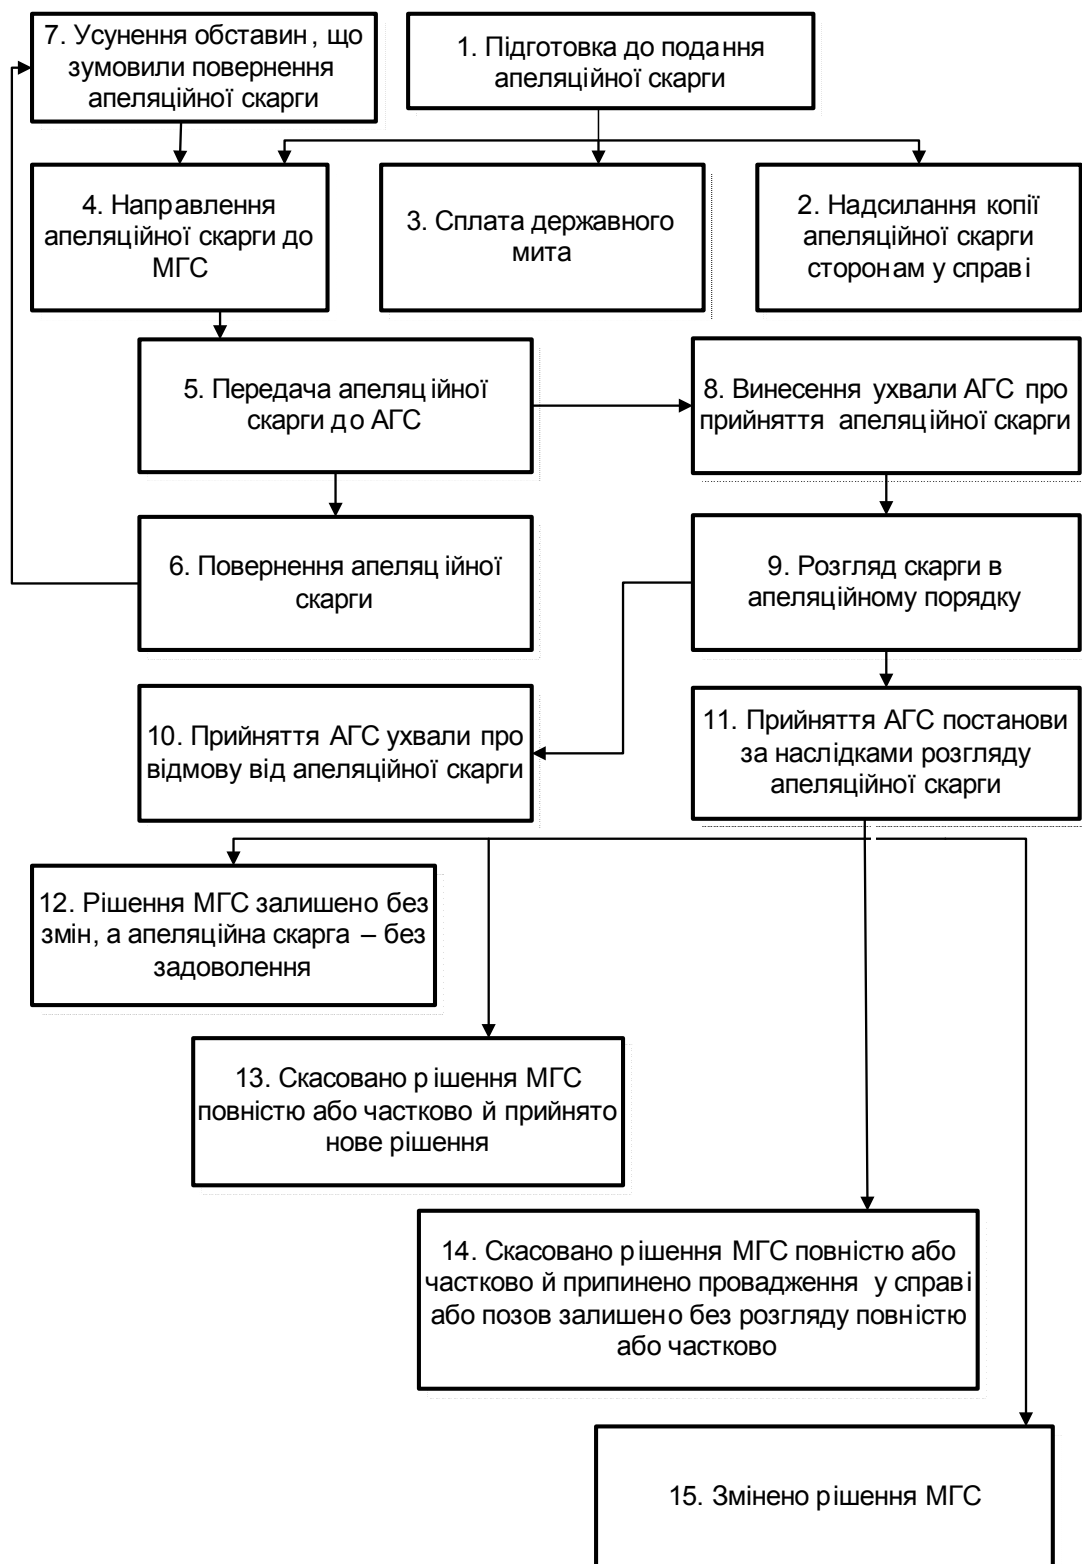 7. Усунення обставин, що
зумовили повернення
апеляційної скарги
1. Підготовка до подання
апеляційної скарги
4. Направлення
апеляційної скарги до
МГС
3. Сплата державного
мита
2. Надсилання копії
апеляційної скарги
сторонам у справі
5. Передача апеляційної
скарги до АГС
8. Винесення ухвали АГС про
прийняття апеляційної скарги
6. Повернення апеляційної
скарги
9. Розгляд скарги в
апеляційному порядку
10. Прийняття АГС ухвали про
відмову від апеляційної скарги
11. Прийняття АГС постанови
за наслідками розгляду
апеляційної скарги
12. Рішення МГС залишено без
змін, а апеляційна скарга – без
задоволення
13. Скасовано рішення МГС
повністю або частково й прийнято
нове рішення
14. Скасовано рішення МГС повністю або
частково й припинено провадження у справі
або позов залишено без розгляду повністю
або частково
15. Змінено рішення МГС